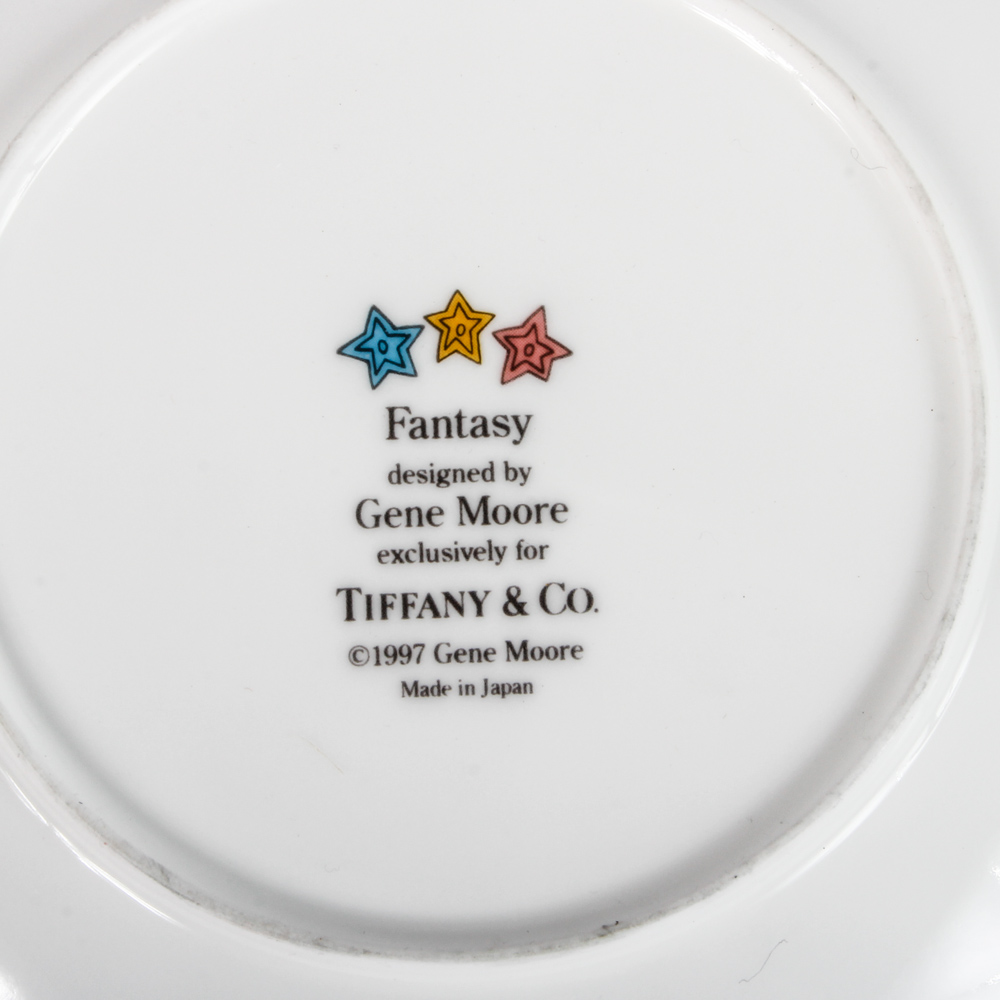 Fantasy
designed by
Gene Moore
exclusively for
TIFFANY & CO.
©1997 Gene Moore
Made in Japan